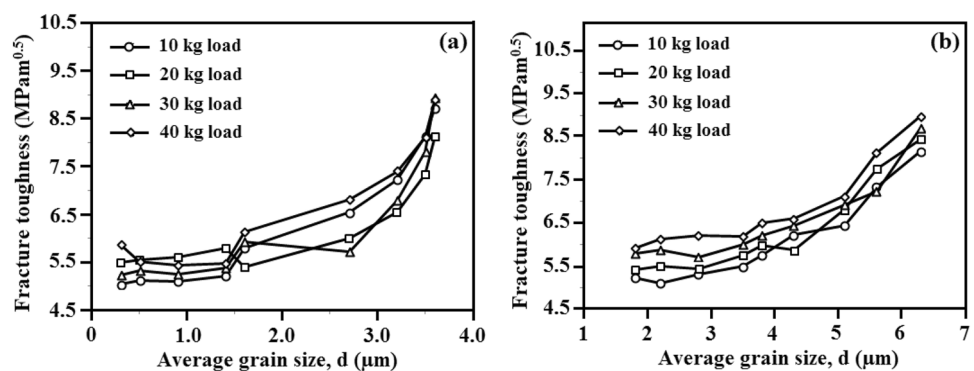 (a)
10 kg load
20 kg load
30 kg load
40 kg load
Fracture toughness (MPam^0.5)
10.5
9.5
8.5
7.5
6.5
5.5
4.5
0
1.0
2.0
3.0
4.0
Average grain size, d (µm)
(b)
10 kg load
20 kg load
30 kg load
40 kg load
Fracture toughness (MPam^0.5)
10.5
9.5
8.5
7.5
6.5
5.5
4.5
1
2
3
4
5
6
7
Average grain size, d (µm)